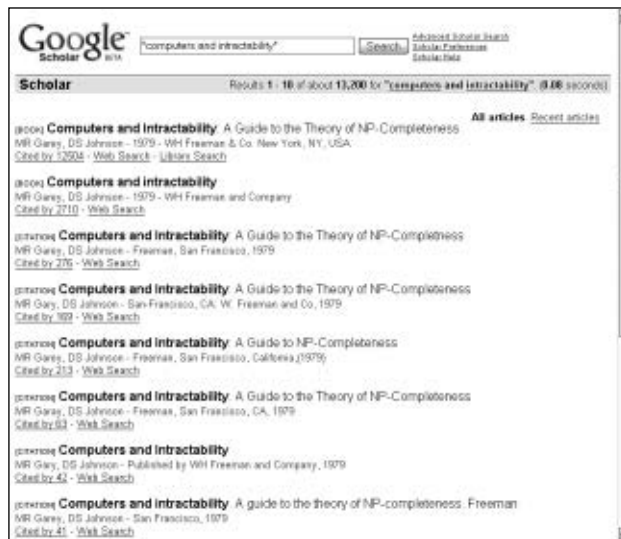 Google
Scholar BETA
"computers and intractability"
Search
Advanced Scholar Search
Scholar Preferences
Scholar Help
Scholar
Results 1 - 10 of about 13,200 for "computers and intractability". (0.08 seconds)
All articles Recent articles
[BOOK] Computers and Intractability: A Guide to the Theory of NP-Completeness
MR Garey, DS Johnson - 1979 - WH Freeman & Co. New York, NY, USA
Cited by 12504 - Web Search - Library Search
[BOOK] Computers and intractability
MR Garey, DS Johnson - 1979 - WH Freeman and Company
Cited by 2710 - Web Search
[CITATION] Computers and Intractability: A Guide to the Theory of NP-Completness
MR Garey, DS Johnson - Freeman, San Francisco, 1979
Cited by 276 - Web Search
[CITATION] Computers and Intractability: A Guide to the Theory of NP-Completeness
MR Gary, DS Johnson - San-Francisco, CA: W. Freeman and Co, 1979
Cited by 169 - Web Search
[CITATION] Computers and Intractability: A Guide to NP-Completeness
MR Garey, DS Johnson - Freeman, San Francisco, California,(1979)
Cited by 213 - Web Search
[CITATION] Computers and Intractability: A Guide to the Theory of NP-Completeness
MR Garay, DS Johnson - Freeman, San Francisco, CA, 1979
Cited by 63 - Web Search
[CITATION] Computers and Intractability
MR Gary, DS Johnson - Published by WH Freeman and Company, 1979
Cited by 42 - Web Search
[CITATION] Computers and Intractability: A guide to the theory of NP-completeness. Freeman
MR Garey, DS Johnson - San Francisco, 1979
Cited by 41 - Web Search